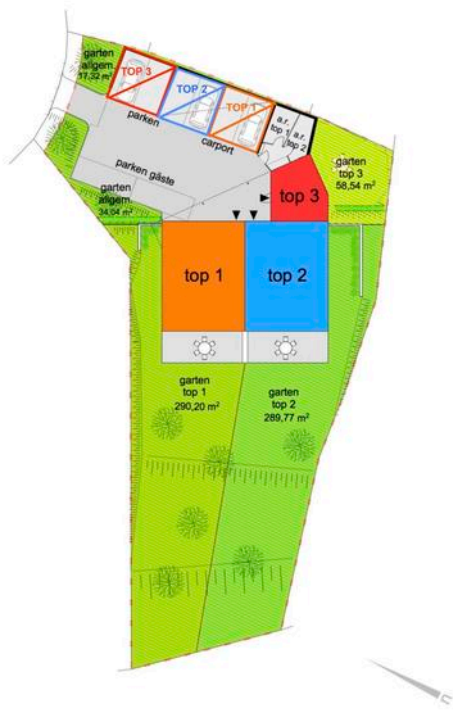 garten
allgem.
17,32 m²
TOP 3
TOP 2
TOP 1
parken
carport
a.r.
top 1
a.r.
top 2
parken gäste
garten
top 3
58,54 m²
garten
allgem.
34,04 m²
top 3
top 1
top 2
garten
top 1
290,20 m²
garten
top 2
289,77 m²
n